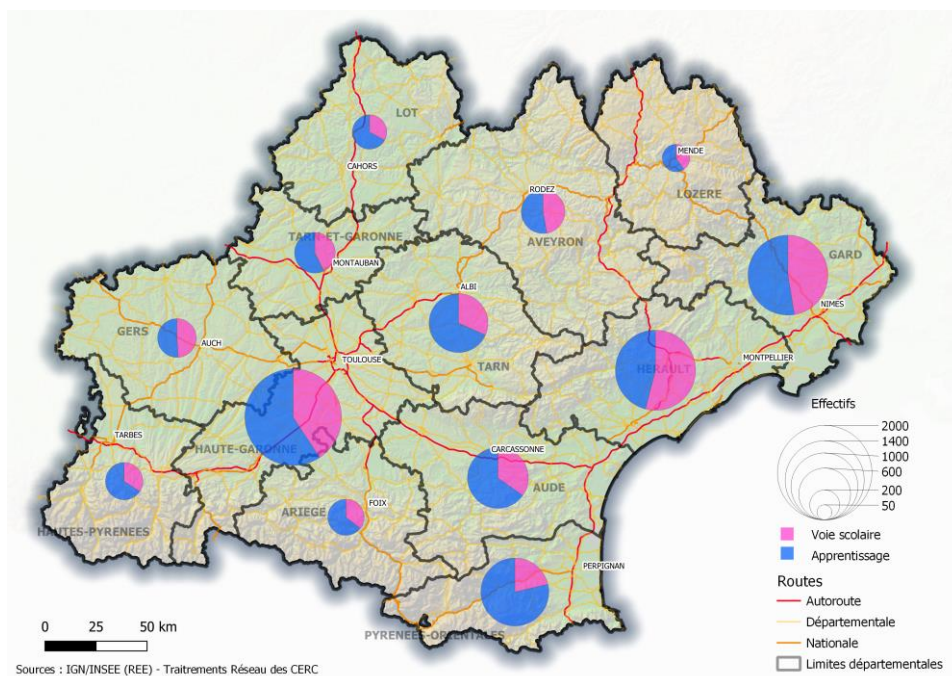 LOT
CAHORS
MENDE
LOZERE
RODEZ
AVEYRON
TARN-ET-GARONNE
MONTAUBAN
GARD
NIMES
ALBI
TARN
GERS
AUCH
TOULOUSE
MONTPELLIER
HERAULT
HAUTE-GARONNE
TARBES
CARCASSONNE
AUDE
ARIEGE
FOIX
HAUTES-PYRENEES
PERPIGNAN
PYRENEES-ORIENTALES
Effectifs
2000
1400
1000
600
200
50
Voie scolaire
Apprentissage
Routes
Autoroute
Départementale
Nationale
Limites départementales
0 25 50 km
Sources : IGN/INSEE (REE) - Traitrements Réseau des CERC